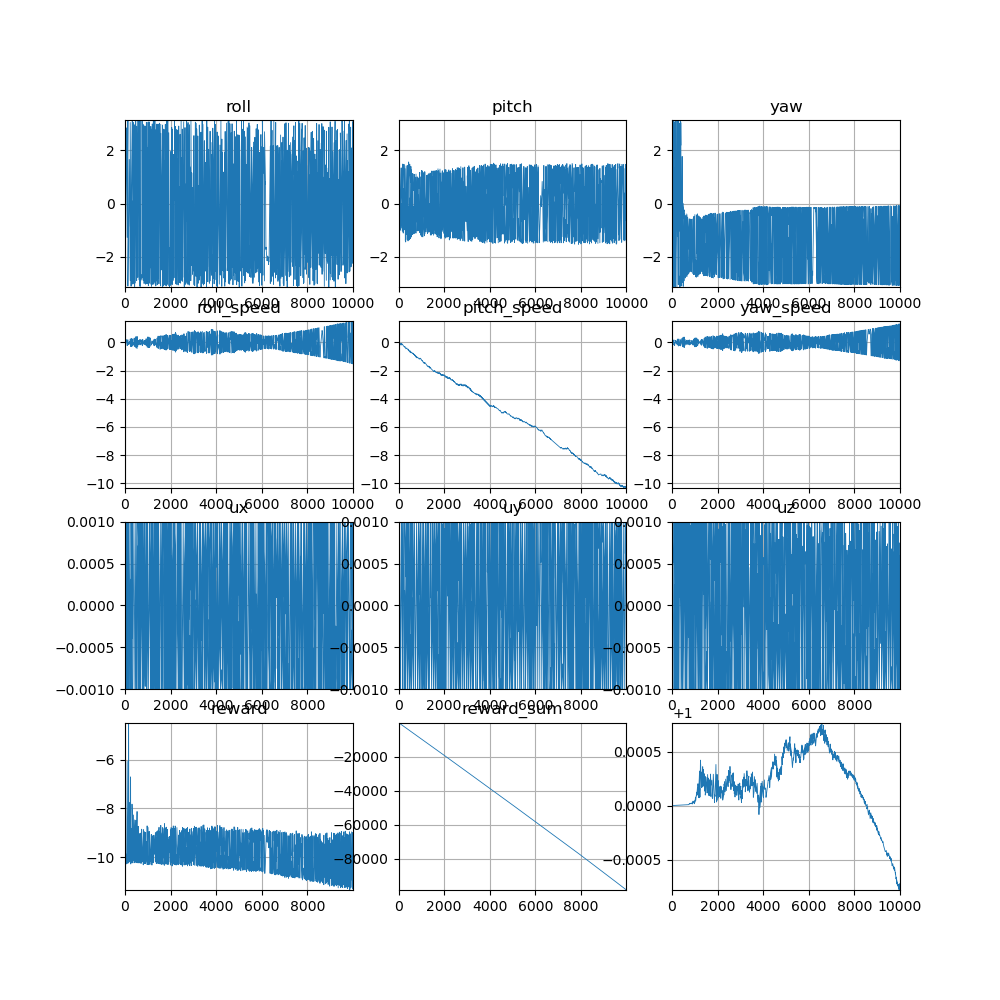 roll pitch yaw
2 2 2
0 0 0
−2 −2 −2
0 2000 4000 6000 8000 10000 0 2000 4000 6000 8000 10000 0 2000 4000 6000 8000 10000
roll_speed pitch_speed yaw_speed
0 0 0
−2 −2 −2
−4 −4 −4
−6 −6 −6
−8 −8 −8
−10 −10 −10
0 2000 4000 6000 8000 10000 0 2000 4000 6000 8000 10000 0 2000 4000 6000 8000 10000
ux uy uz
0.0010 0.0010 0.0010
0.0005 0.0005 0.0005
0.0000 0.0000 0.0000
−0.0005 −0.0005 −0.0005
−0.0010 −0.0010 −0.0010
0 2000 4000 6000 8000 10000 0 2000 4000 6000 8000 10000 0 2000 4000 6000 8000 10000
reward reward_sum +1
−6 −20000 0.0005
−8 −40000 0.0000
−10 −60000 −0.0005
−80000
0 2000 4000 6000 8000 0 2000 4000 6000 8000 0 2000 4000 6000 8000 10000